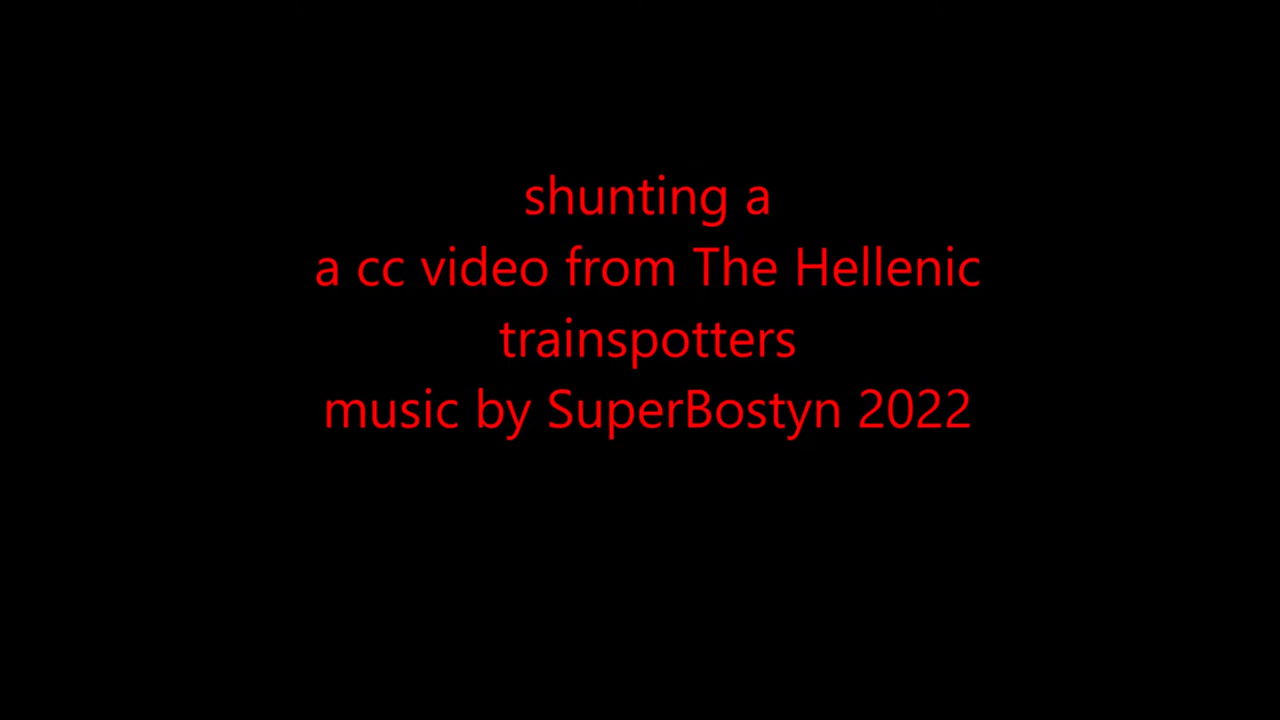 shunting a
a cc video from The Hellenic
trainspotters
music by SuperBostyn 2022